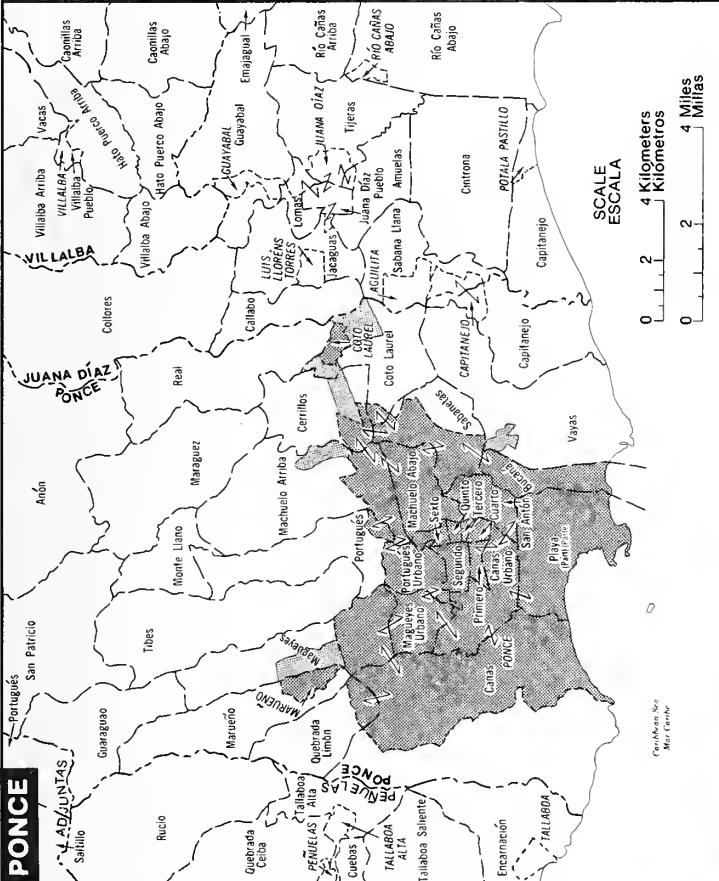 PONCE
Portugués
San Patricio
Anón
ADJUNTAS
Saltillo
Guaraguao
Tibes
Monte Llano
Maraguez
Real
JUANA DÍAZ
PONCE
Collores
VILLALBA
Villalba Arriba
Vacas
VILLALBA
Villalba
Pueblo
Hato Puerco Arriba
Caonillas
Arriba
Caonillas
Abajo
Villalba Abajo
Hato Puerco Abajo
Emajagual
Rucio
Quebrada
Ceiba
Marueño
MARUEÑO
Magueyes
Quebrada
Limón
Portugués
Machuelo Arriba
Cerrillos
Callabo
LUIS
LLORENS
TORRES
GUAYABAL
Guayabal
Lomas
Jacaguas
JUANA DÍAZ
Juana Díaz
Pueblo
Tijeras
Río Cañas
Arriba
RÍO CAÑAS
ABAJO
Río Cañas
Abajo
Tallaboa
Alta
PEÑUELAS
PONCE
PEÑUELAS
Cuebas
TALLABOA
ALTA
Tallaboa Saliente
Encarnación
TALLABOA
COTO
LAUREL
Coto Laurel
AGUILITA
Sabana Llana
Amuelas
Cintrona
POTALA PASTILLO
CAPITANEJO
Capitanejo
Capitanejo
Sabanetas
Vayas
Bucaná
Machuelo Abajo
Portugués
Urbano
Magueyes
Urbano
Sexto
Quinto
Tercero
Cuarto
Segundo
Primero
Canas
Urbano
San Antón
Canas
PONCE
Playa
(Part)(Parte)
Caribbean Sea
Mar Caribe
SCALE
ESCALA
0 2 4 Kilometers
Kilómetros
0 2 4 Miles
Millas